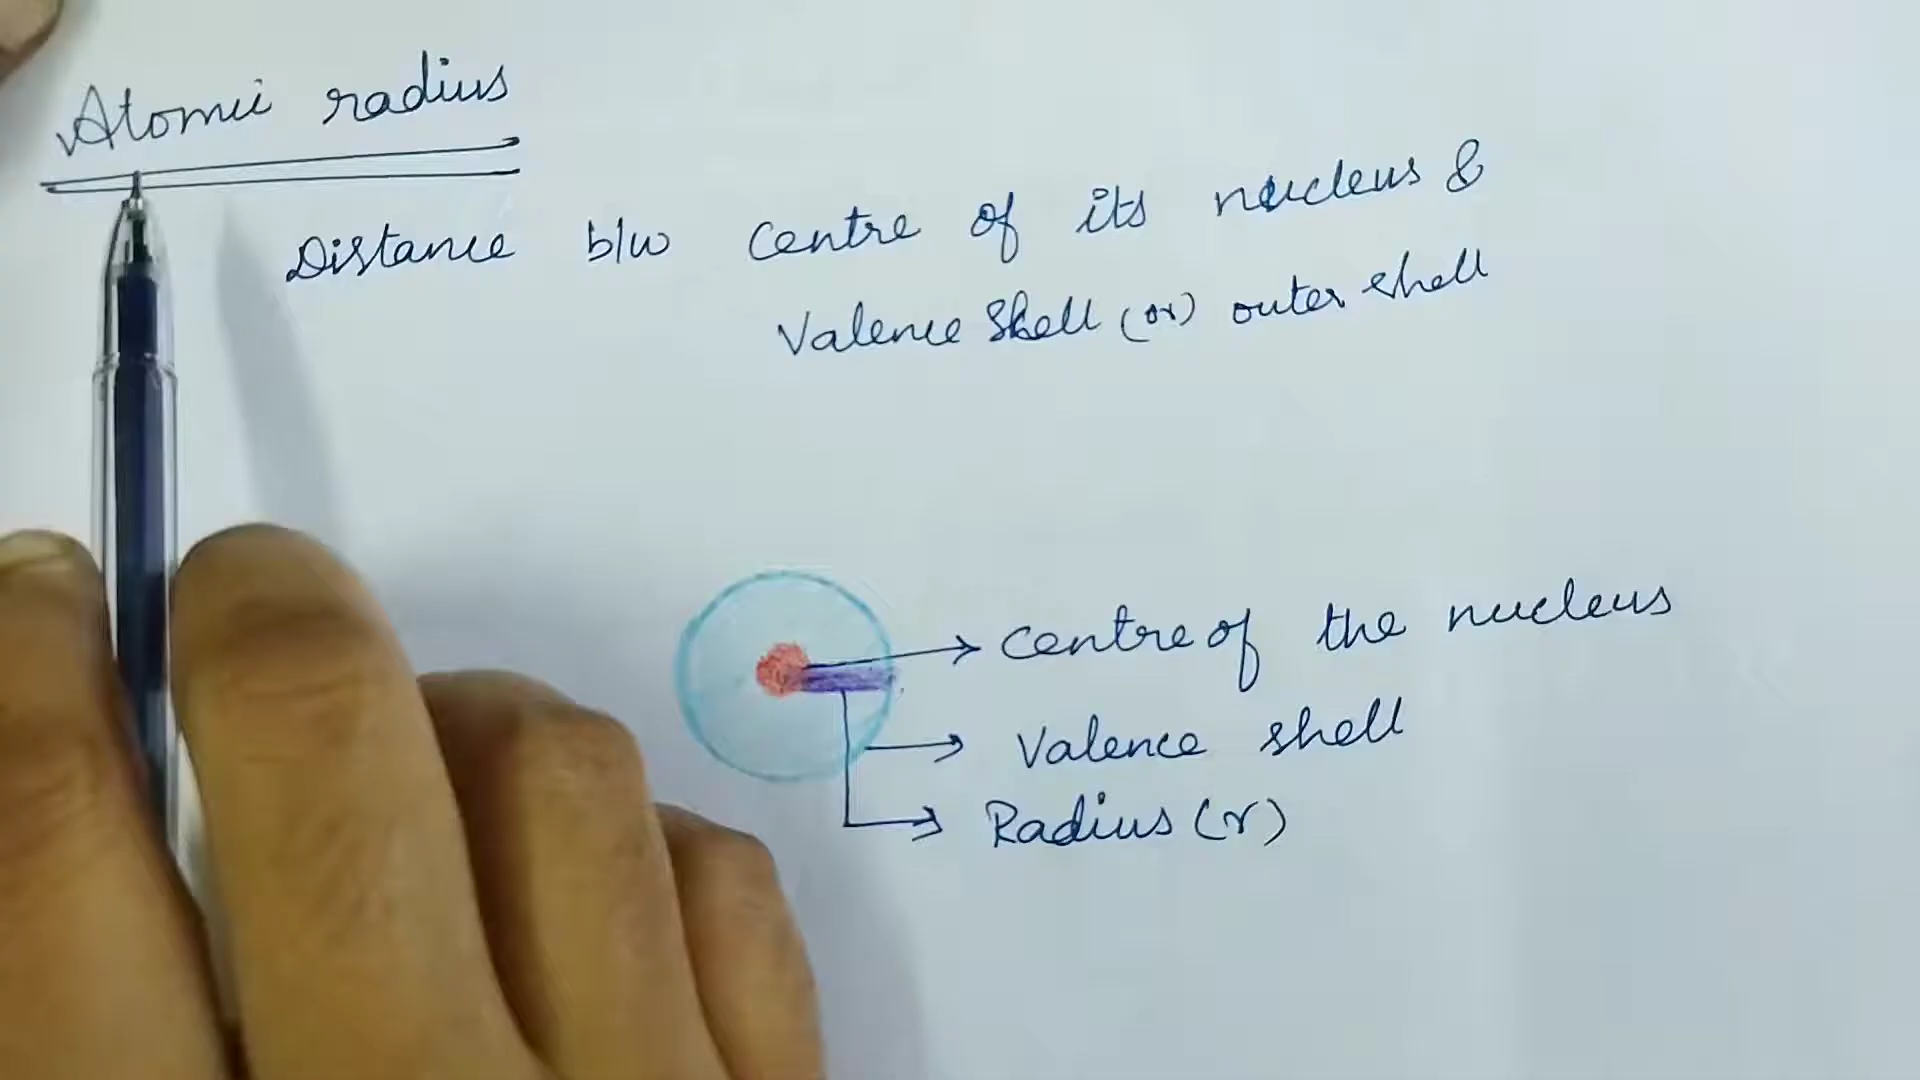 Atomic radius
Distance b/w centre of its nucleus &
Valence Shell (or) outer shell
centre of the nucleus
Valence shell
Radius (r)